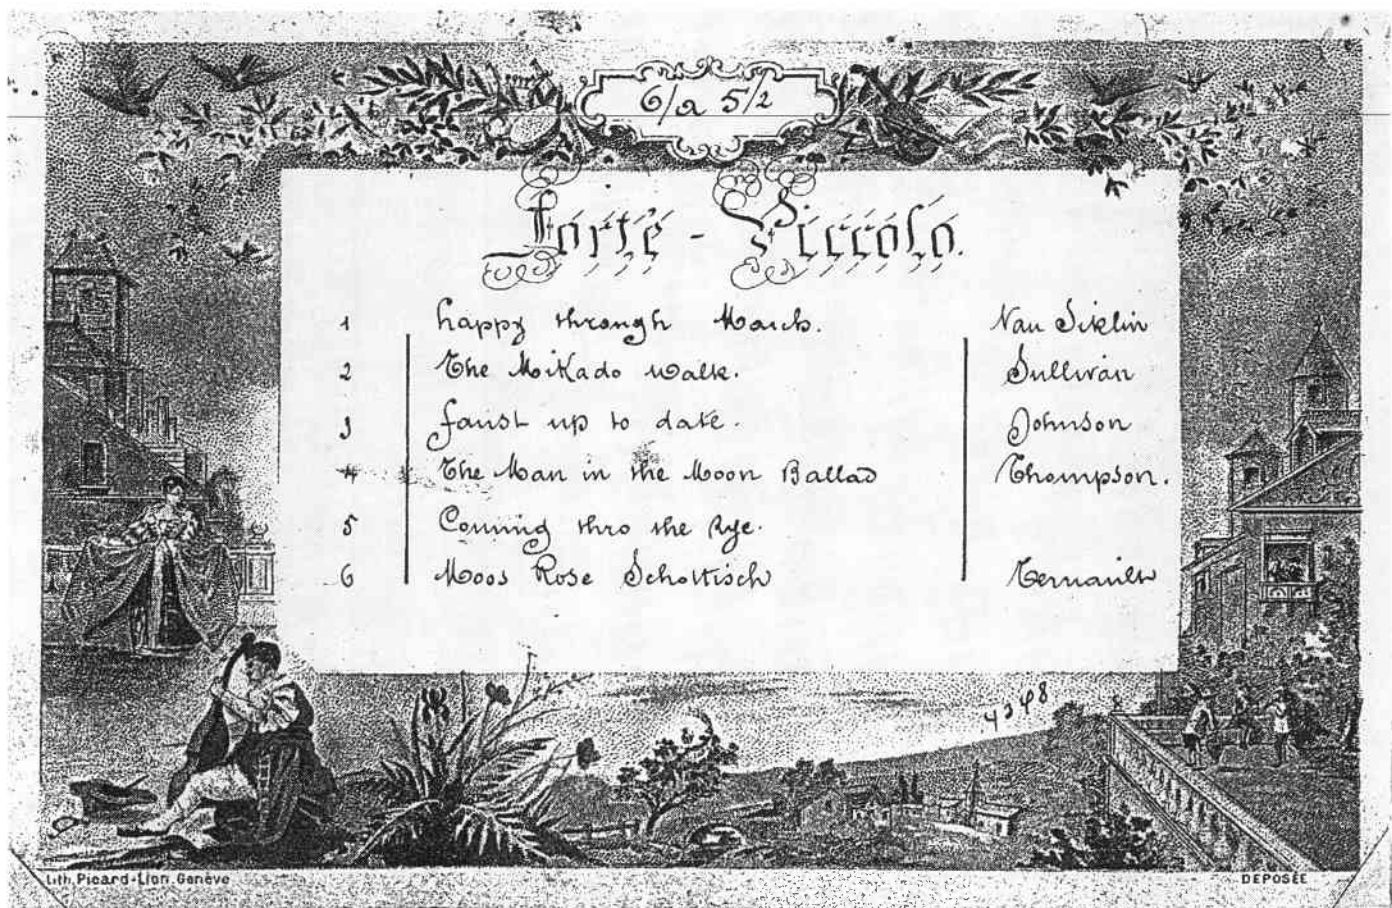 6/a 5/2
Forte - Piccolo.
1 happy through March. Van Siklin
2 The Mikado walk. Sullivan
3 faust up to date. Johnson
4 The Man in the Moon Ballad Thompson.
5 Coming thro the Rye.
6 Moos Rose Schottisch
4348
Lith. Picard-Lion. Genève
DEPOSÉE